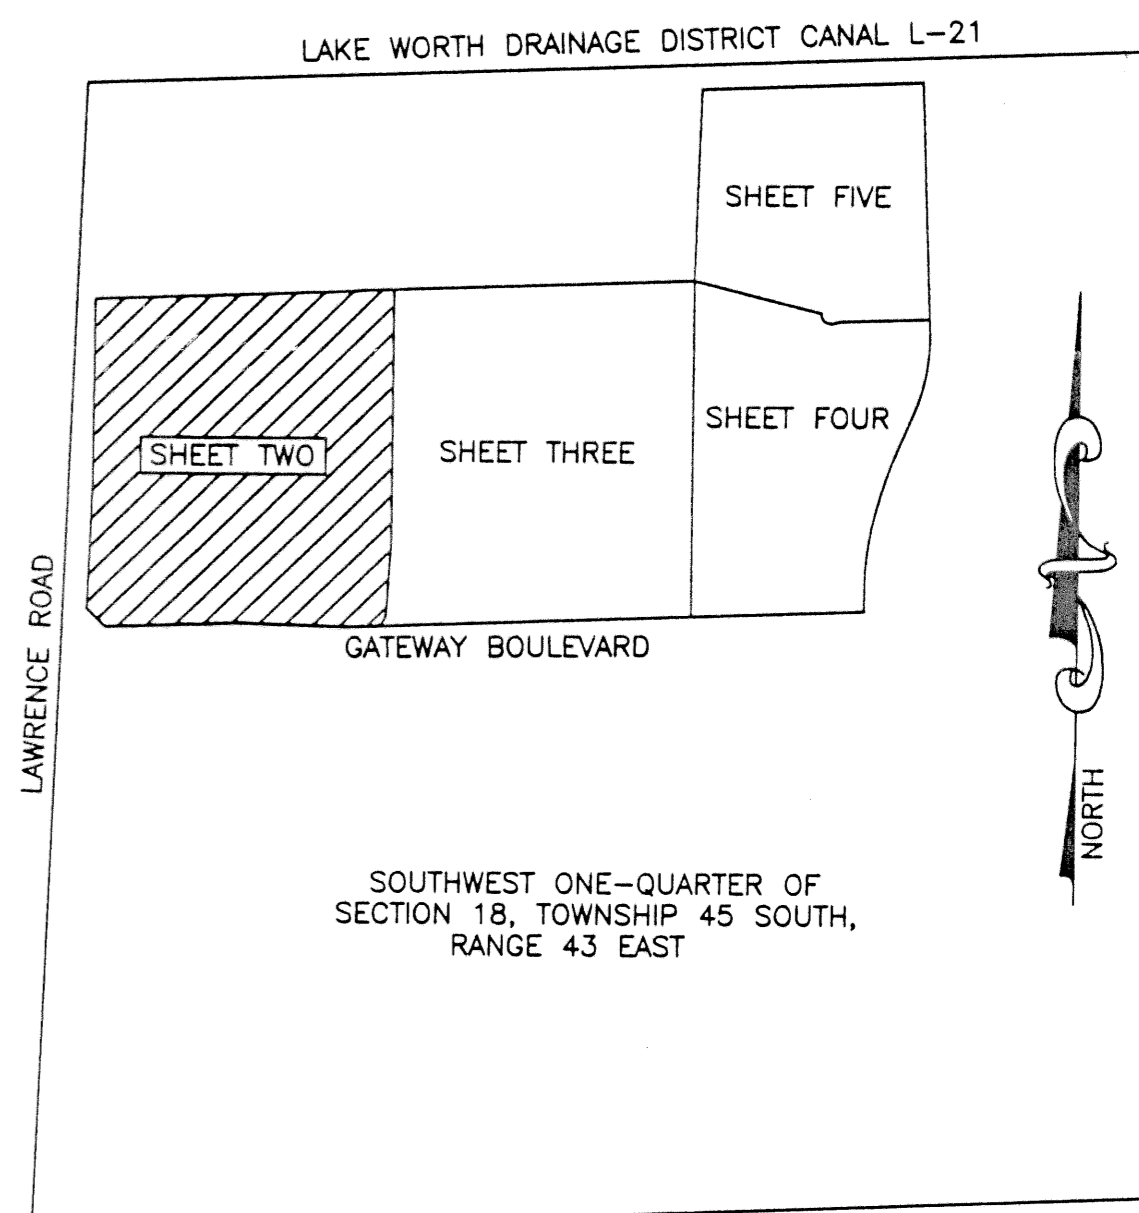 LAKE WORTH DRAINAGE DISTRICT CANAL L-21
SHEET FIVE
SHEET FOUR
SHEET TWO
SHEET THREE
LAWRENCE ROAD
GATEWAY BOULEVARD
NORTH
SOUTHWEST ONE-QUARTER OF
SECTION 18, TOWNSHIP 45 SOUTH,
RANGE 43 EAST